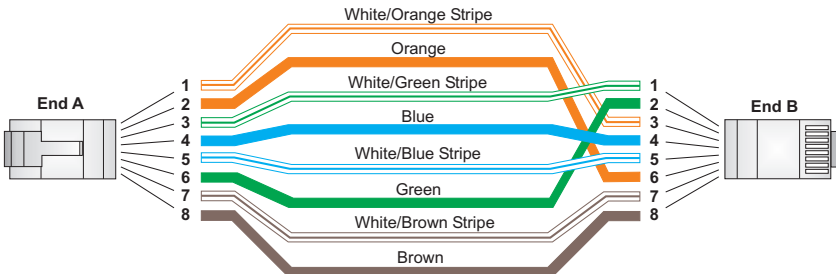 White/Orange Stripe
Orange
White/Green Stripe
Blue
White/Blue Stripe
Green
White/Brown Stripe
Brown
End A
1
2
3
4
5
6
7
8
1
2
3
4
5
6
7
8
End B